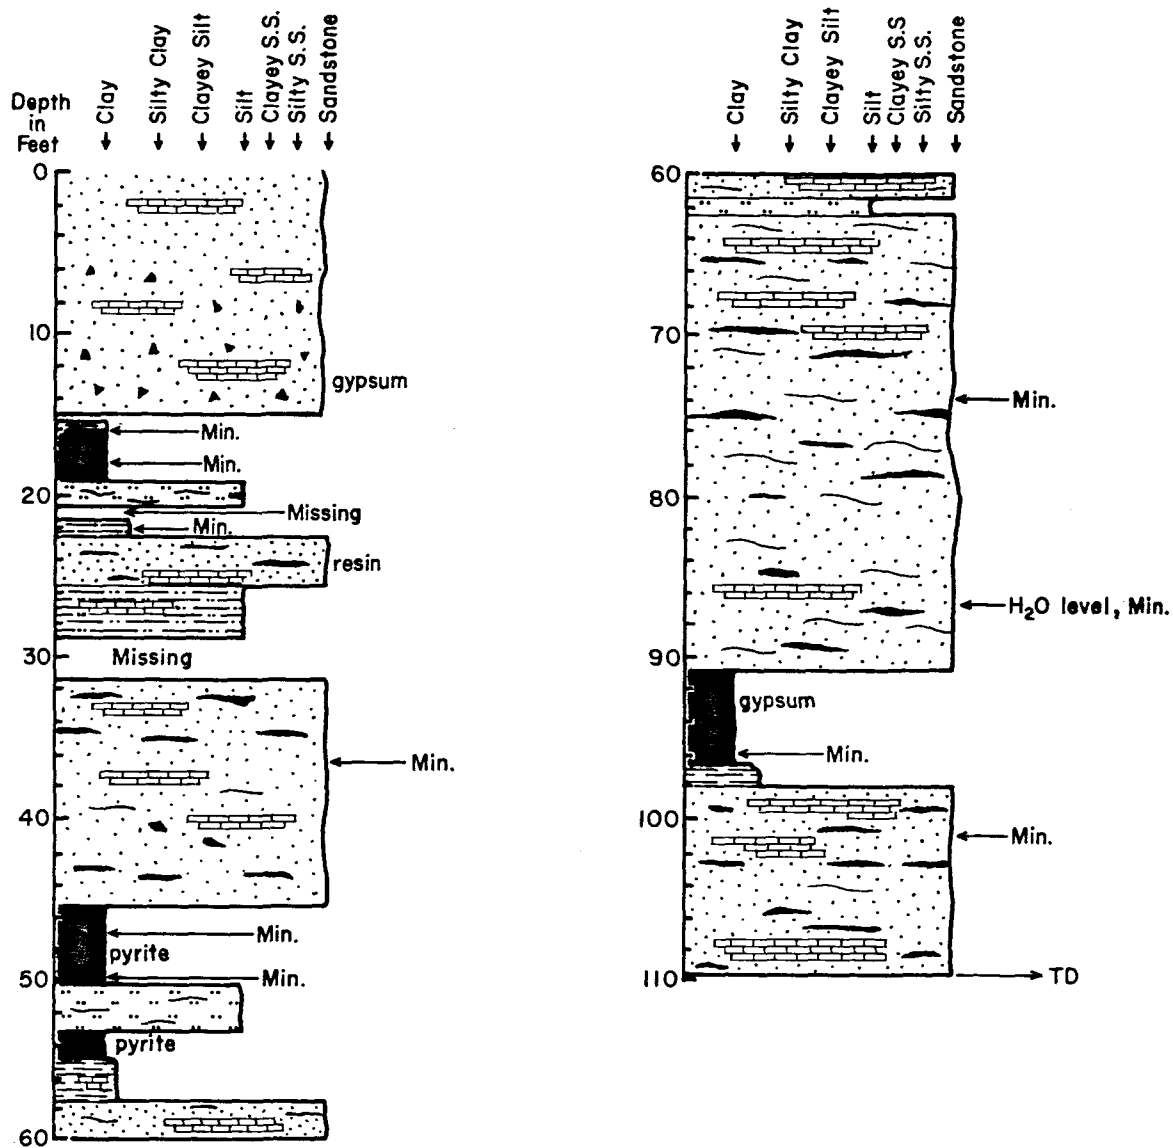 Depth
in
Feet
Clay
Silty Clay
Clayey Silt
Silt
Clayey S.S.
Silty S.S.
Sandstone
0
10
gypsum
Min.
Min.
20
Missing
Min.
resin
30
Missing
Min.
40
Min.
pyrite
50
Min.
pyrite
60
Clay
Silty Clay
Clayey Silt
Silt
Clayey S.S
Silty S.S.
Sandstone
60
70
Min.
80
H₂O level, Min.
90
gypsum
Min.
100
Min.
110
TD